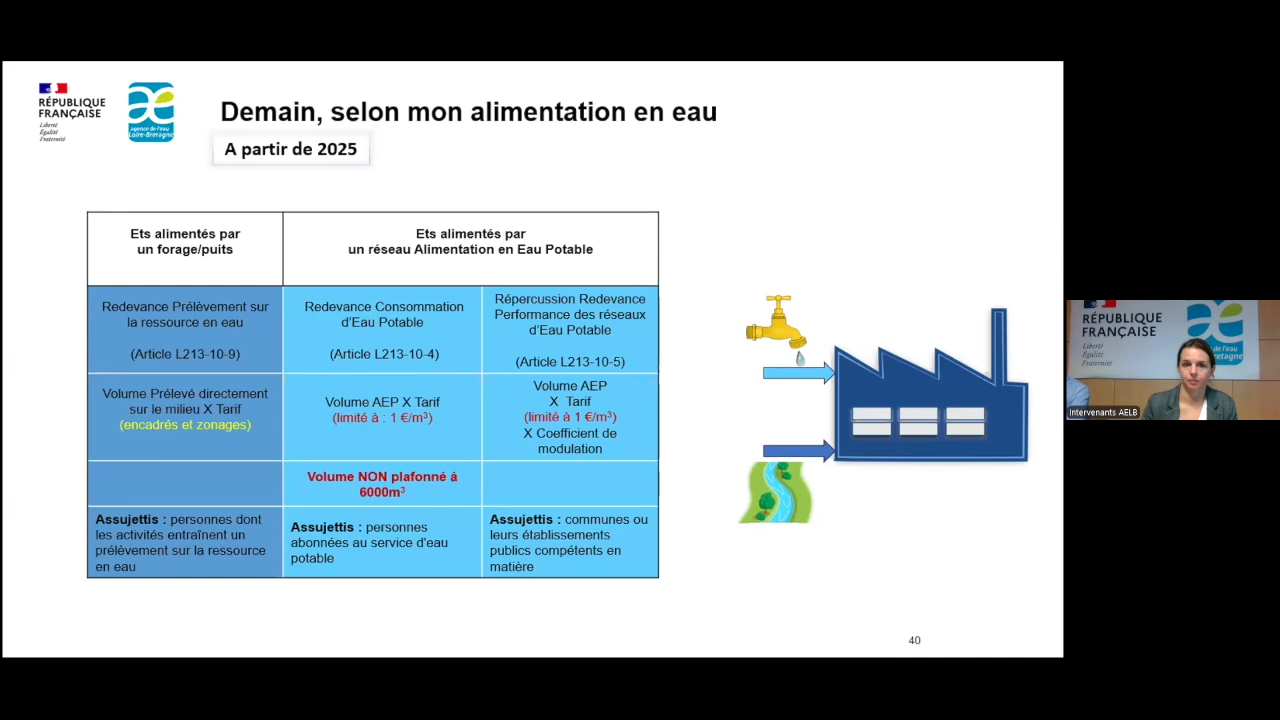 RÉPUBLIQUE
FRANÇAISE
Liberté
Égalité
Fraternité
agence de l'eau
Loire-Bretagne
Demain, selon mon alimentation en eau
A partir de 2025
Ets alimentés par
un forage/puits
Ets alimentés par
un réseau Alimentation en Eau Potable
Redevance Prélèvement sur
la ressource en eau
(Article L213-10-9)
Redevance Consommation
d'Eau Potable
(Article L213-10-4)
Répercussion Redevance
Performance des réseaux
d'Eau Potable
(Article L213-10-5)
Volume Prélevé directement
sur le milieu X Tarif
(encadrés et zonages)
Volume AEP X Tarif
(limité à : 1 €/m³)
Volume AEP
X Tarif
(limité à 1 €/m³)
X Coefficient de
modulation
Volume NON plafonné à
6000m³
Assujettis : personnes dont
les activités entraînent un
prélèvement sur la ressource
en eau
Assujettis : personnes
abonnées au service d'eau
potable
Assujettis : communes ou
leurs établissements
publics compétents en
matière
40
RÉPUBLIQUE
FRANÇAISE
Liberté
Égalité
Fraternité
Intervenants AELB